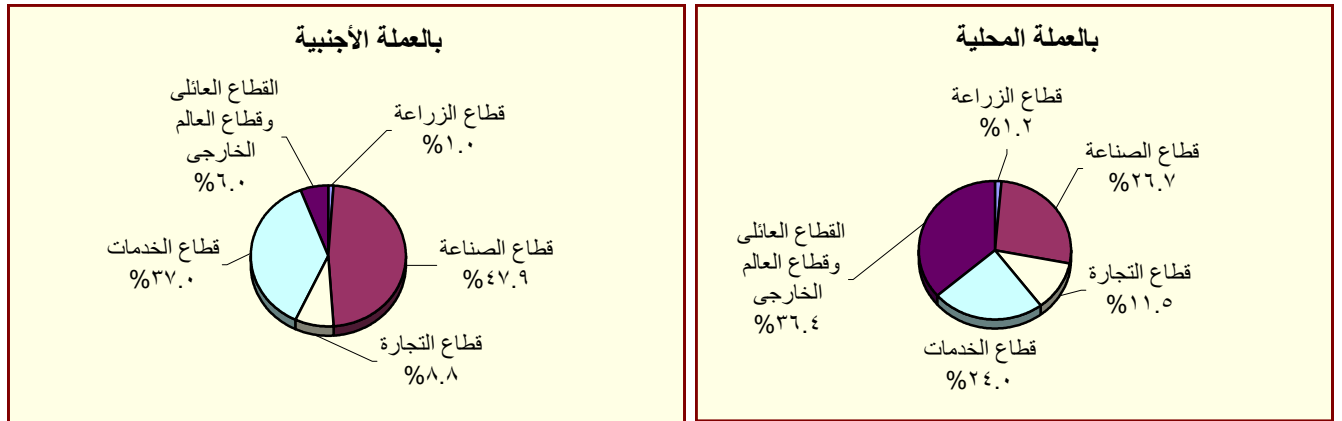 بالعملة المحلية
قطاع الزراعة
%١.٢
قطاع الصناعة
%٢٦.٧
قطاع التجارة
%١١.٥
قطاع الخدمات
%٢٤.٠
القطاع العائلى
وقطاع العالم
الخارجى
%٣٦.٤
بالعملة الأجنبية
قطاع الزراعة
%١.٠
قطاع الصناعة
%٤٧.٩
قطاع التجارة
%٨.٨
قطاع الخدمات
%٣٧.٠
القطاع العائلى
وقطاع العالم
الخارجى
%٦.٠